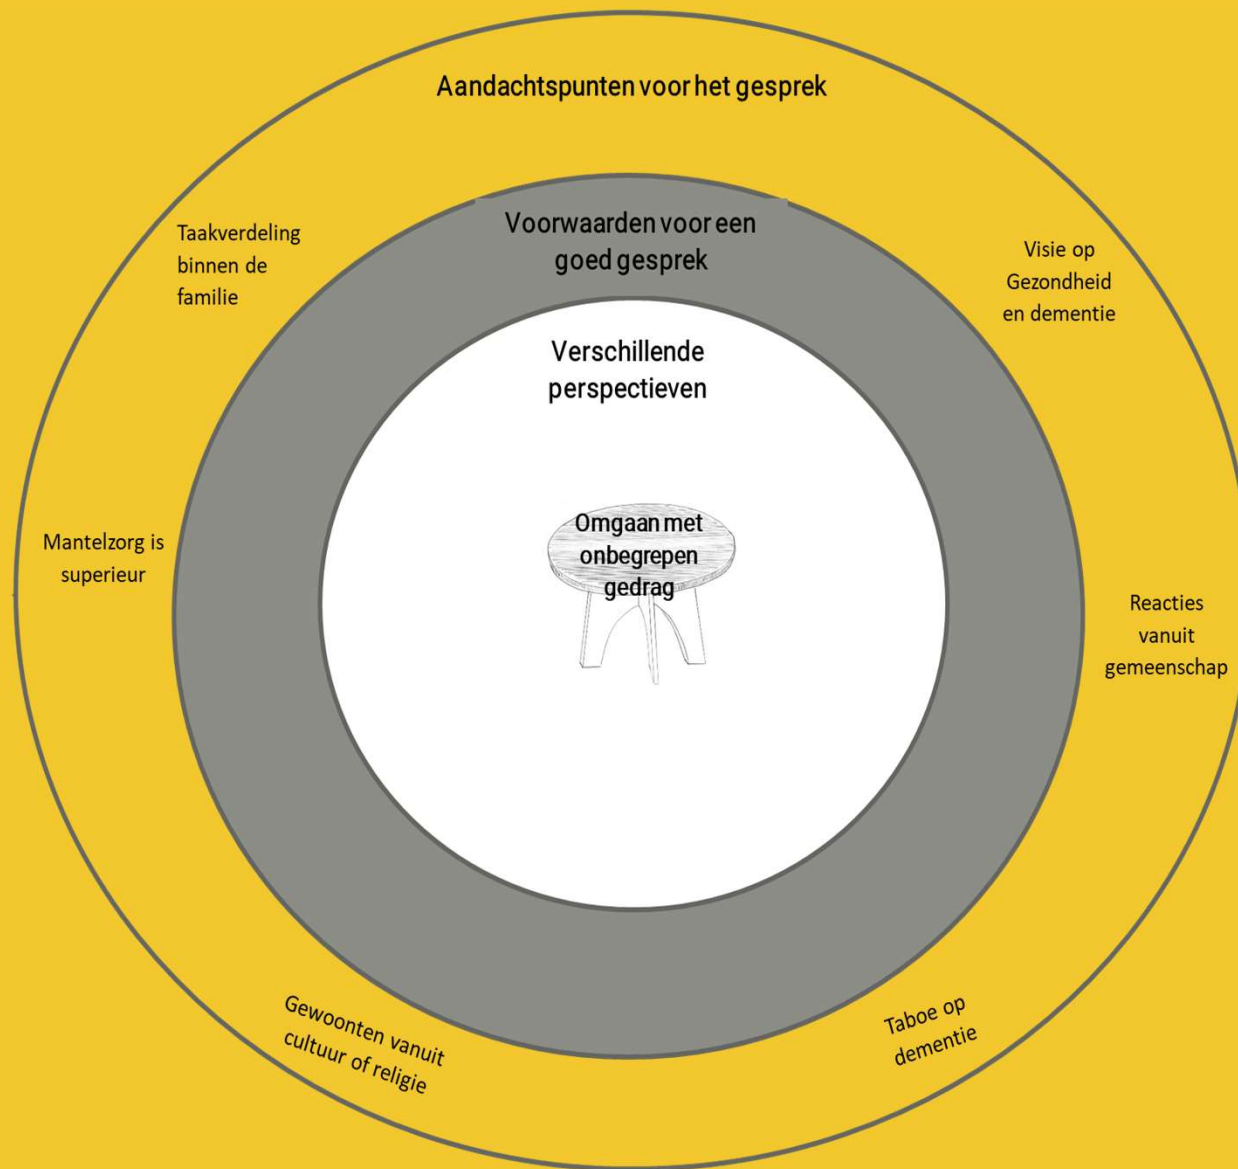 Aandachtspunten voor het gesprek
Voorwaarden voor een
goed gesprek
Taakverdeling
binnen de
familie
Visie op
Gezondheid
en dementie
Verschillende
perspectieven
Omgaan met
onbegrepen
gedrag
Mantelzorg is
superieur
Reacties
vanuit
gemeenschap
Gewoonten vanuit
cultuur of religie
Taboe op
dementie